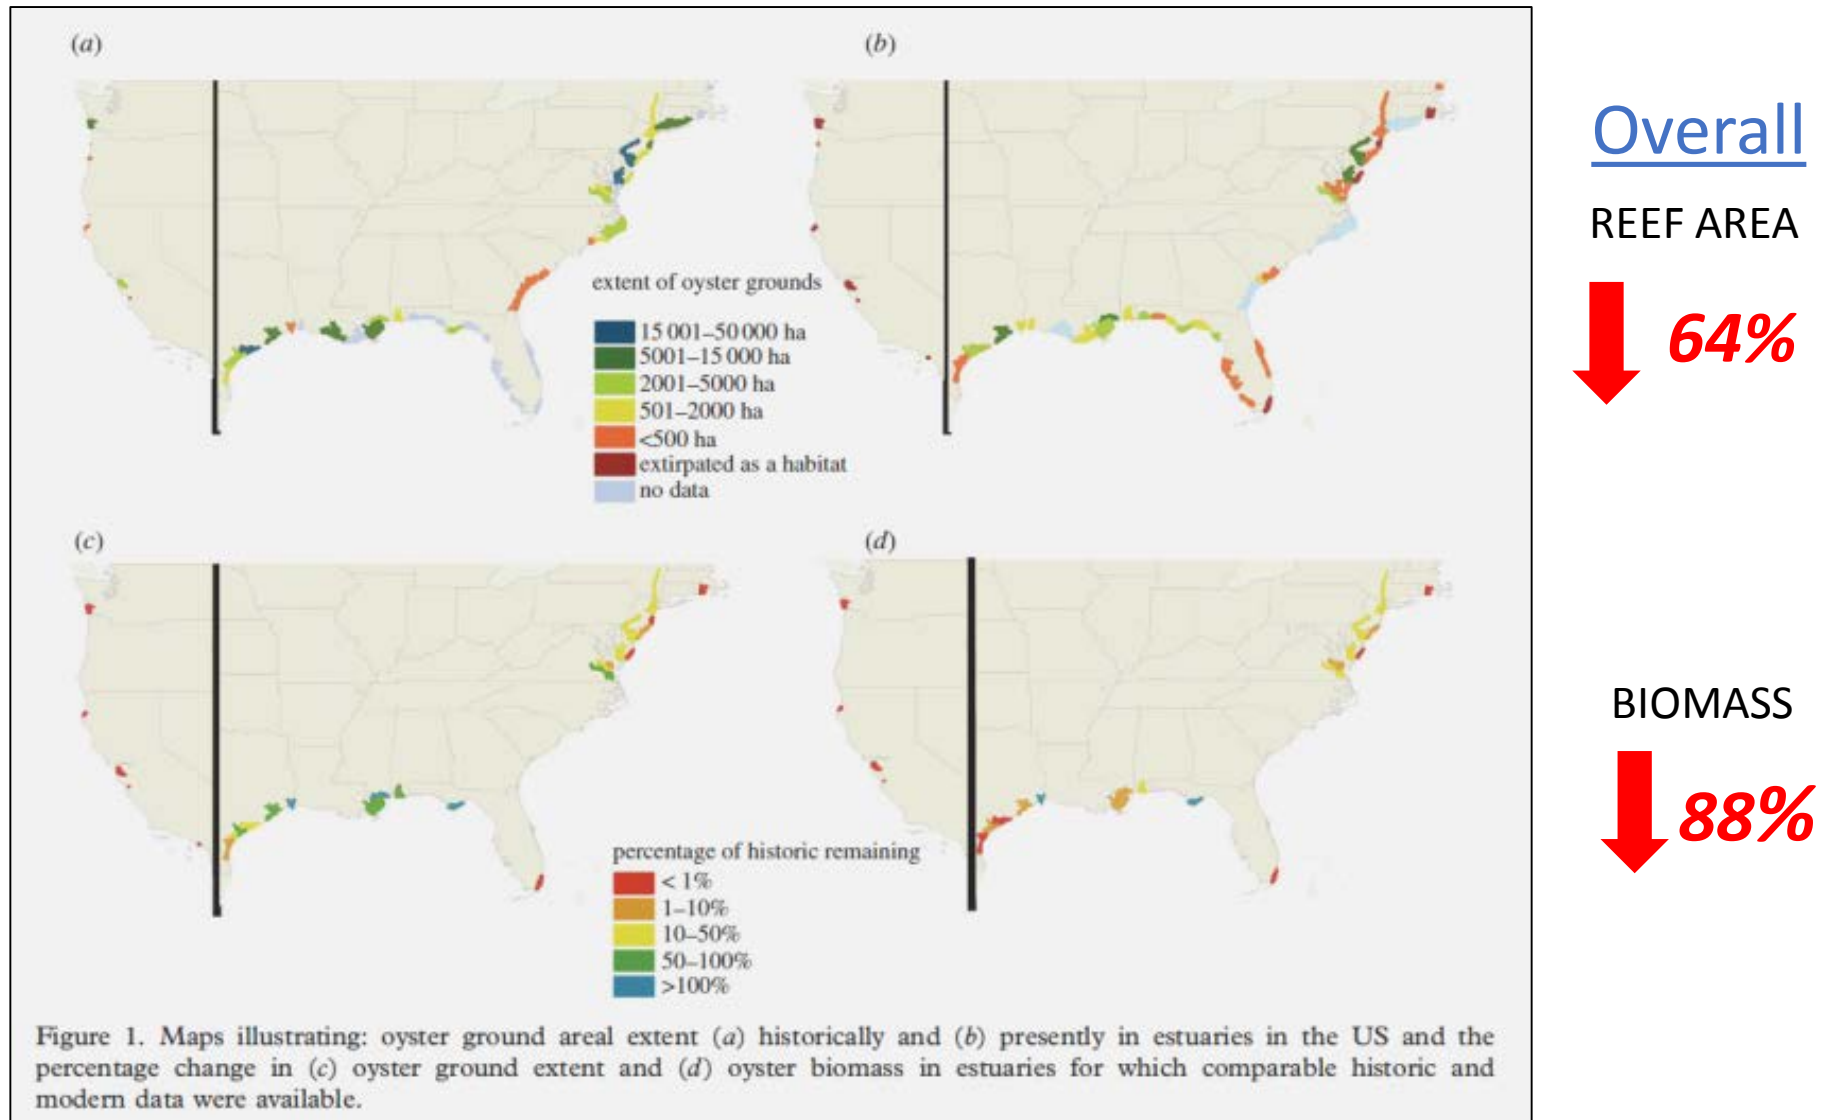 (a)
(b)
extent of oyster grounds
15 001–50 000 ha
5001–15 000 ha
2001–5000 ha
501–2000 ha
<500 ha
extirpated as a habitat
no data
(c)
(d)
percentage of historic remaining
< 1%
1–10%
10–50%
50–100%
>100%
Figure 1. Maps illustrating: oyster ground areal extent (a) historically and (b) presently in estuaries in the US and the
percentage change in (c) oyster ground extent and (d) oyster biomass in estuaries for which comparable historic and
modern data were available.
Overall
REEF AREA
64%
BIOMASS
88%